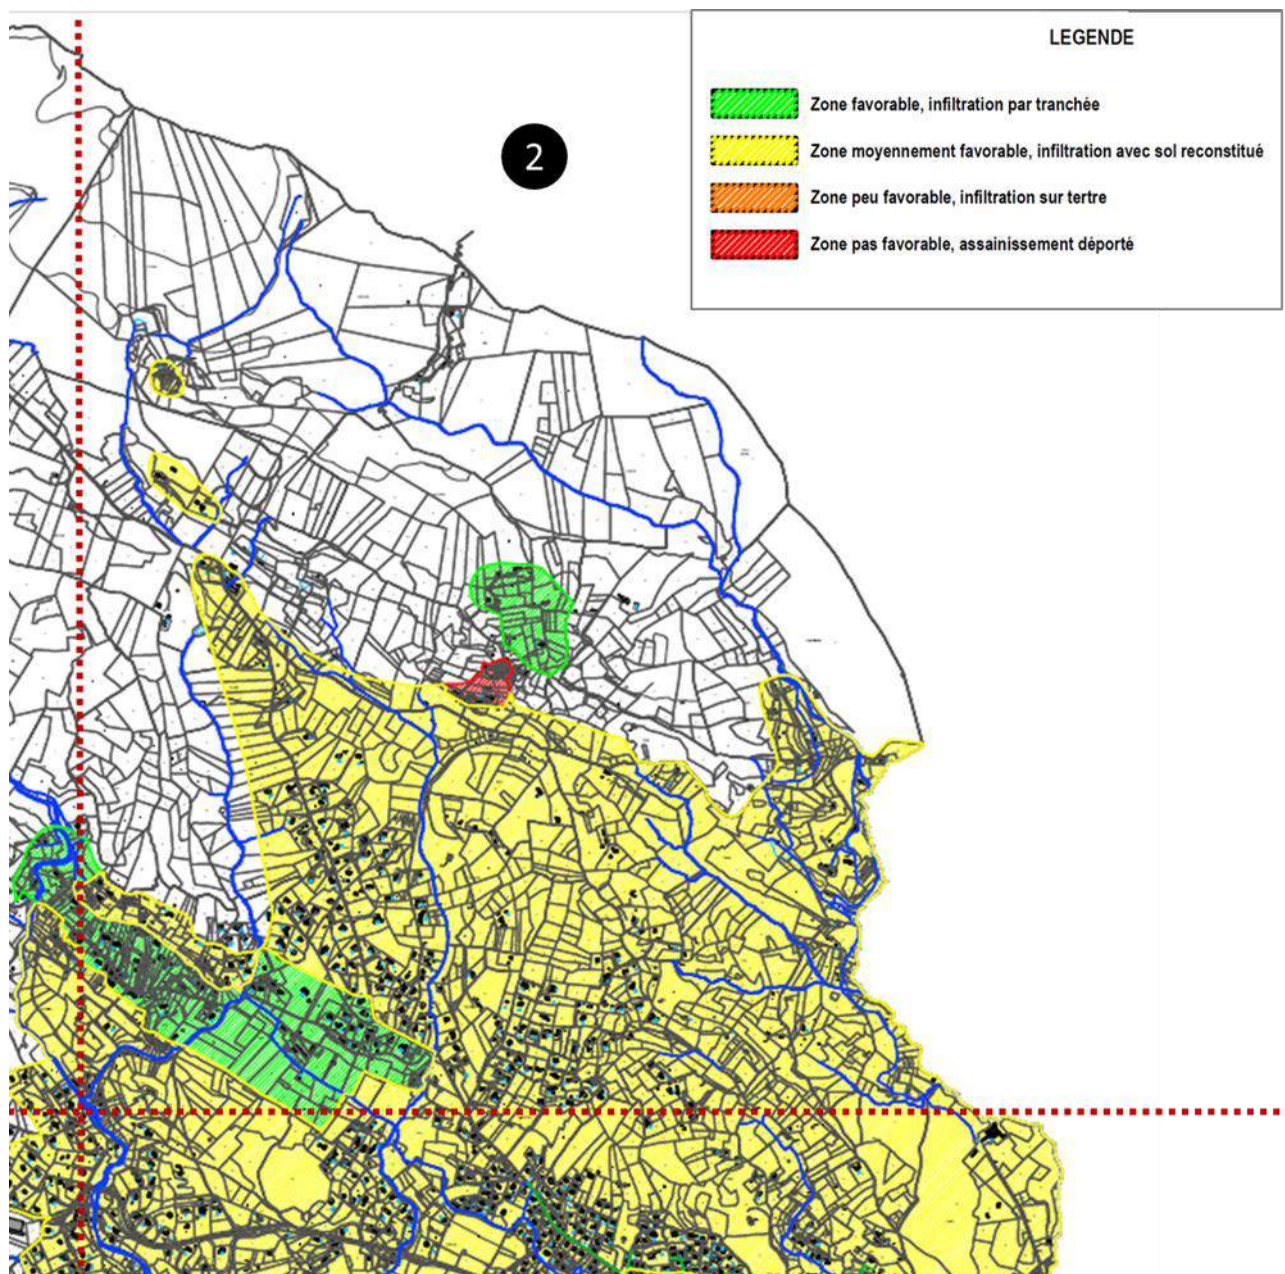 LEGENDE
Zone favorable, infiltration par tranchée
2
Zone moyennement favorable, infiltration avec sol reconstitué
Zone peu favorable, infiltration sur tertre
Zone pas favorable, assainissement déporté